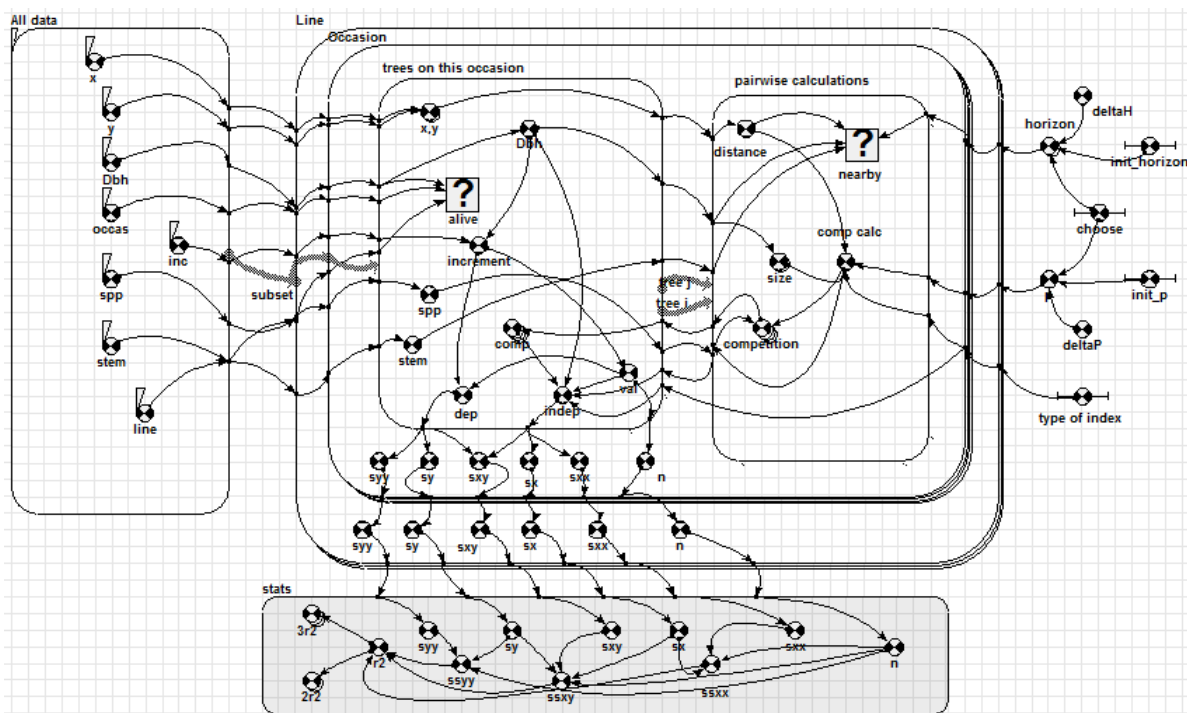 All data
Line
Occasion
trees on this occasion
pairwise calculations
x
y
x,y
Dbh
distance
?
nearby
horizon
deltaH
init_horizon
Dbh
?
alive
occas
choose
inc
increment
comp calc
size
subset
spp
spp
tree j
tree i
p
init_p
stem
stem
comp
competition
deltaP
val
line
dep
indep
type of index
syy
sy
sxy
sx
sxx
n
syy
sy
sxy
sx
sxx
n
stats
3r2
r2
syy
sy
sxy
sx
sxx
n
2r2
ssyy
ssxy
ssxx